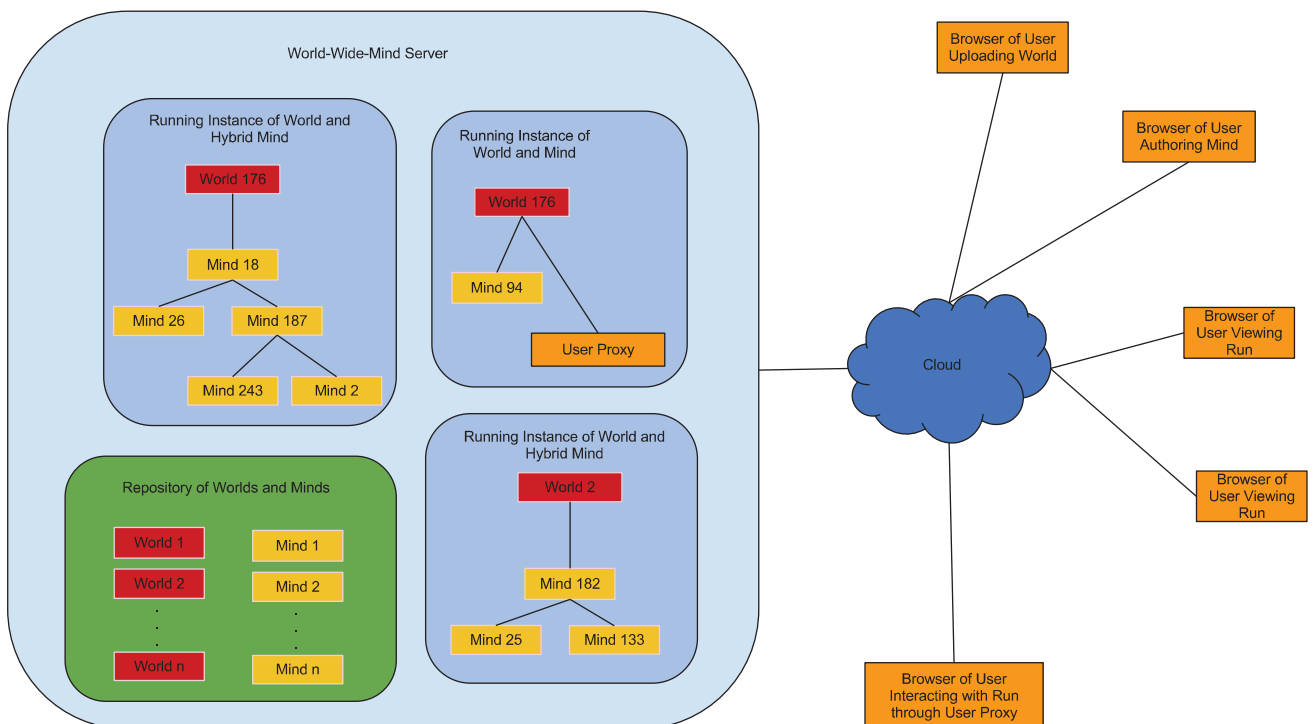 World-Wide-Mind Server
Running Instance of World and
Hybrid Mind
World 176
Mind 18
Mind 26
Mind 187
Mind 243
Mind 2
Running Instance of
World and Mind
World 176
Mind 94
User Proxy
Repository of Worlds and Minds
World 1
Mind 1
World 2
Mind 2
World n
Mind n
Running Instance of World and
Hybrid Mind
World 2
Mind 182
Mind 25
Mind 133
Cloud
Browser of User
Uploading World
Browser of User
Authoring Mind
Browser of
User Viewing
Run
Browser of
User Viewing
Run
Browser of User
Interacting with Run
through User Proxy